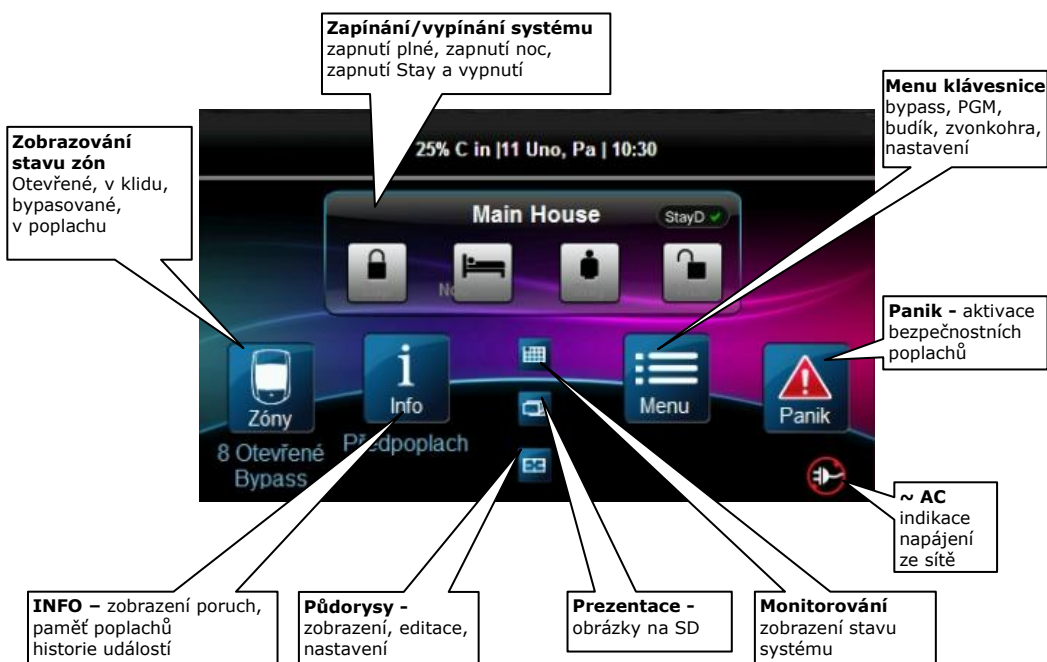 Zapínání/vypínání systému
zapnutí plné, zapnutí noc,
zapnutí Stay a vypnutí
Menu klávesnice
bypass, PGM,
budík, zvonkohra,
nastavení
Zobrazování
stavu zón
Otevřené, v klidu,
bypasované,
v poplachu
25% C in |11 Uno, Pa | 10:30
Main House
StayD
Panik - aktivace
bezpečnostních
poplachů
Zóny
Info
Menu
Panik
8 Otevřené
Bypass
Předpoplach
~ AC
indikace
napájení
ze sítě
INFO – zobrazení poruch,
paměť poplachů
historie událostí
Půdorysy -
zobrazení, editace,
nastavení
Prezentace -
obrázky na SD
Monitorování
zobrazení stavu
systému